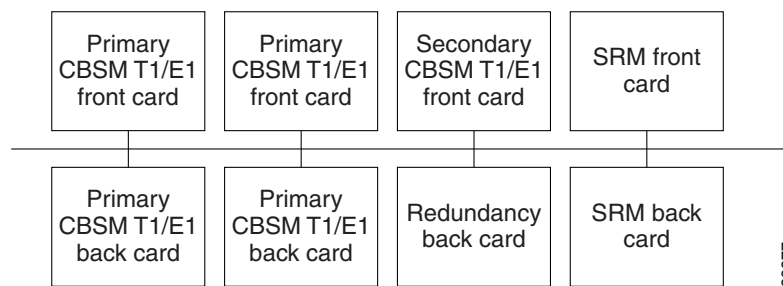 Primary
CBSM T1/E1
front card
Primary
CBSM T1/E1
front card
Secondary
CBSM T1/E1
front card
SRM front
card
Primary
CBSM T1/E1
back card
Primary
CBSM T1/E1
back card
Redundancy
back card
SRM back
card